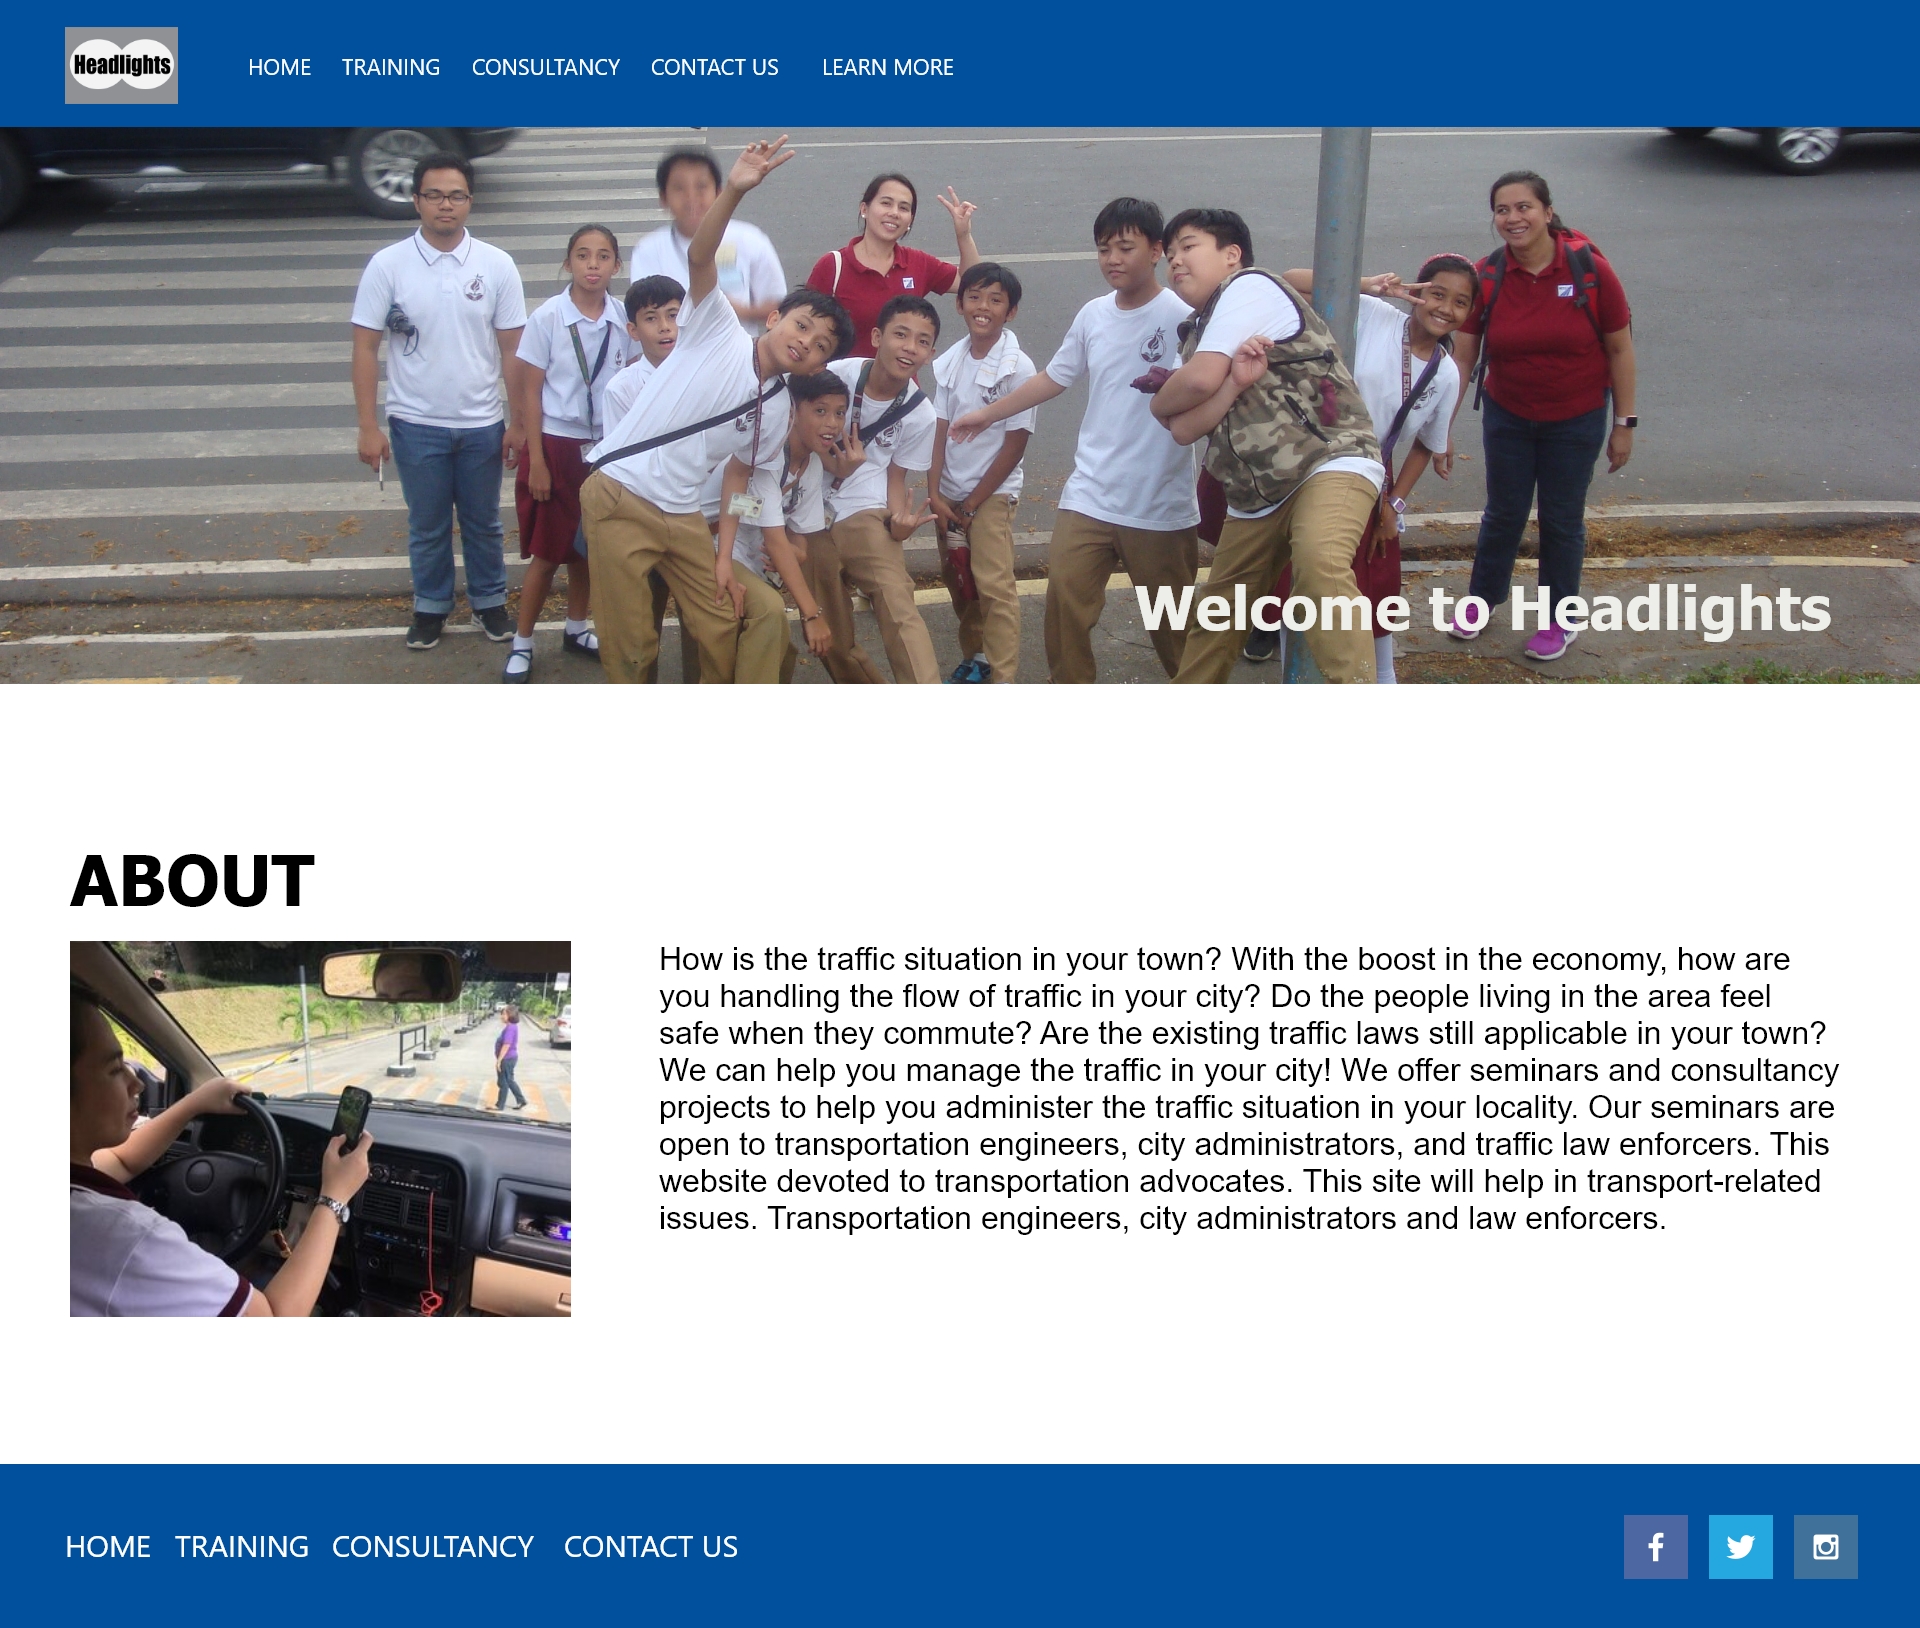 Headlights
HOME TRAINING CONSULTANCY CONTACT US LEARN MORE
Welcome to Headlights
ABOUT
How is the traffic situation in your town? With the boost in the economy, how are
you handling the flow of traffic in your city? Do the people living in the area feel
safe when they commute? Are the existing traffic laws still applicable in your town?
We can help you manage the traffic in your city! We offer seminars and consultancy
projects to help you administer the traffic situation in your locality. Our seminars are
open to transportation engineers, city administrators, and traffic law enforcers. This
website devoted to transportation advocates. This site will help in transport-related
issues. Transportation engineers, city administrators and law enforcers.
HOME TRAINING CONSULTANCY CONTACT US